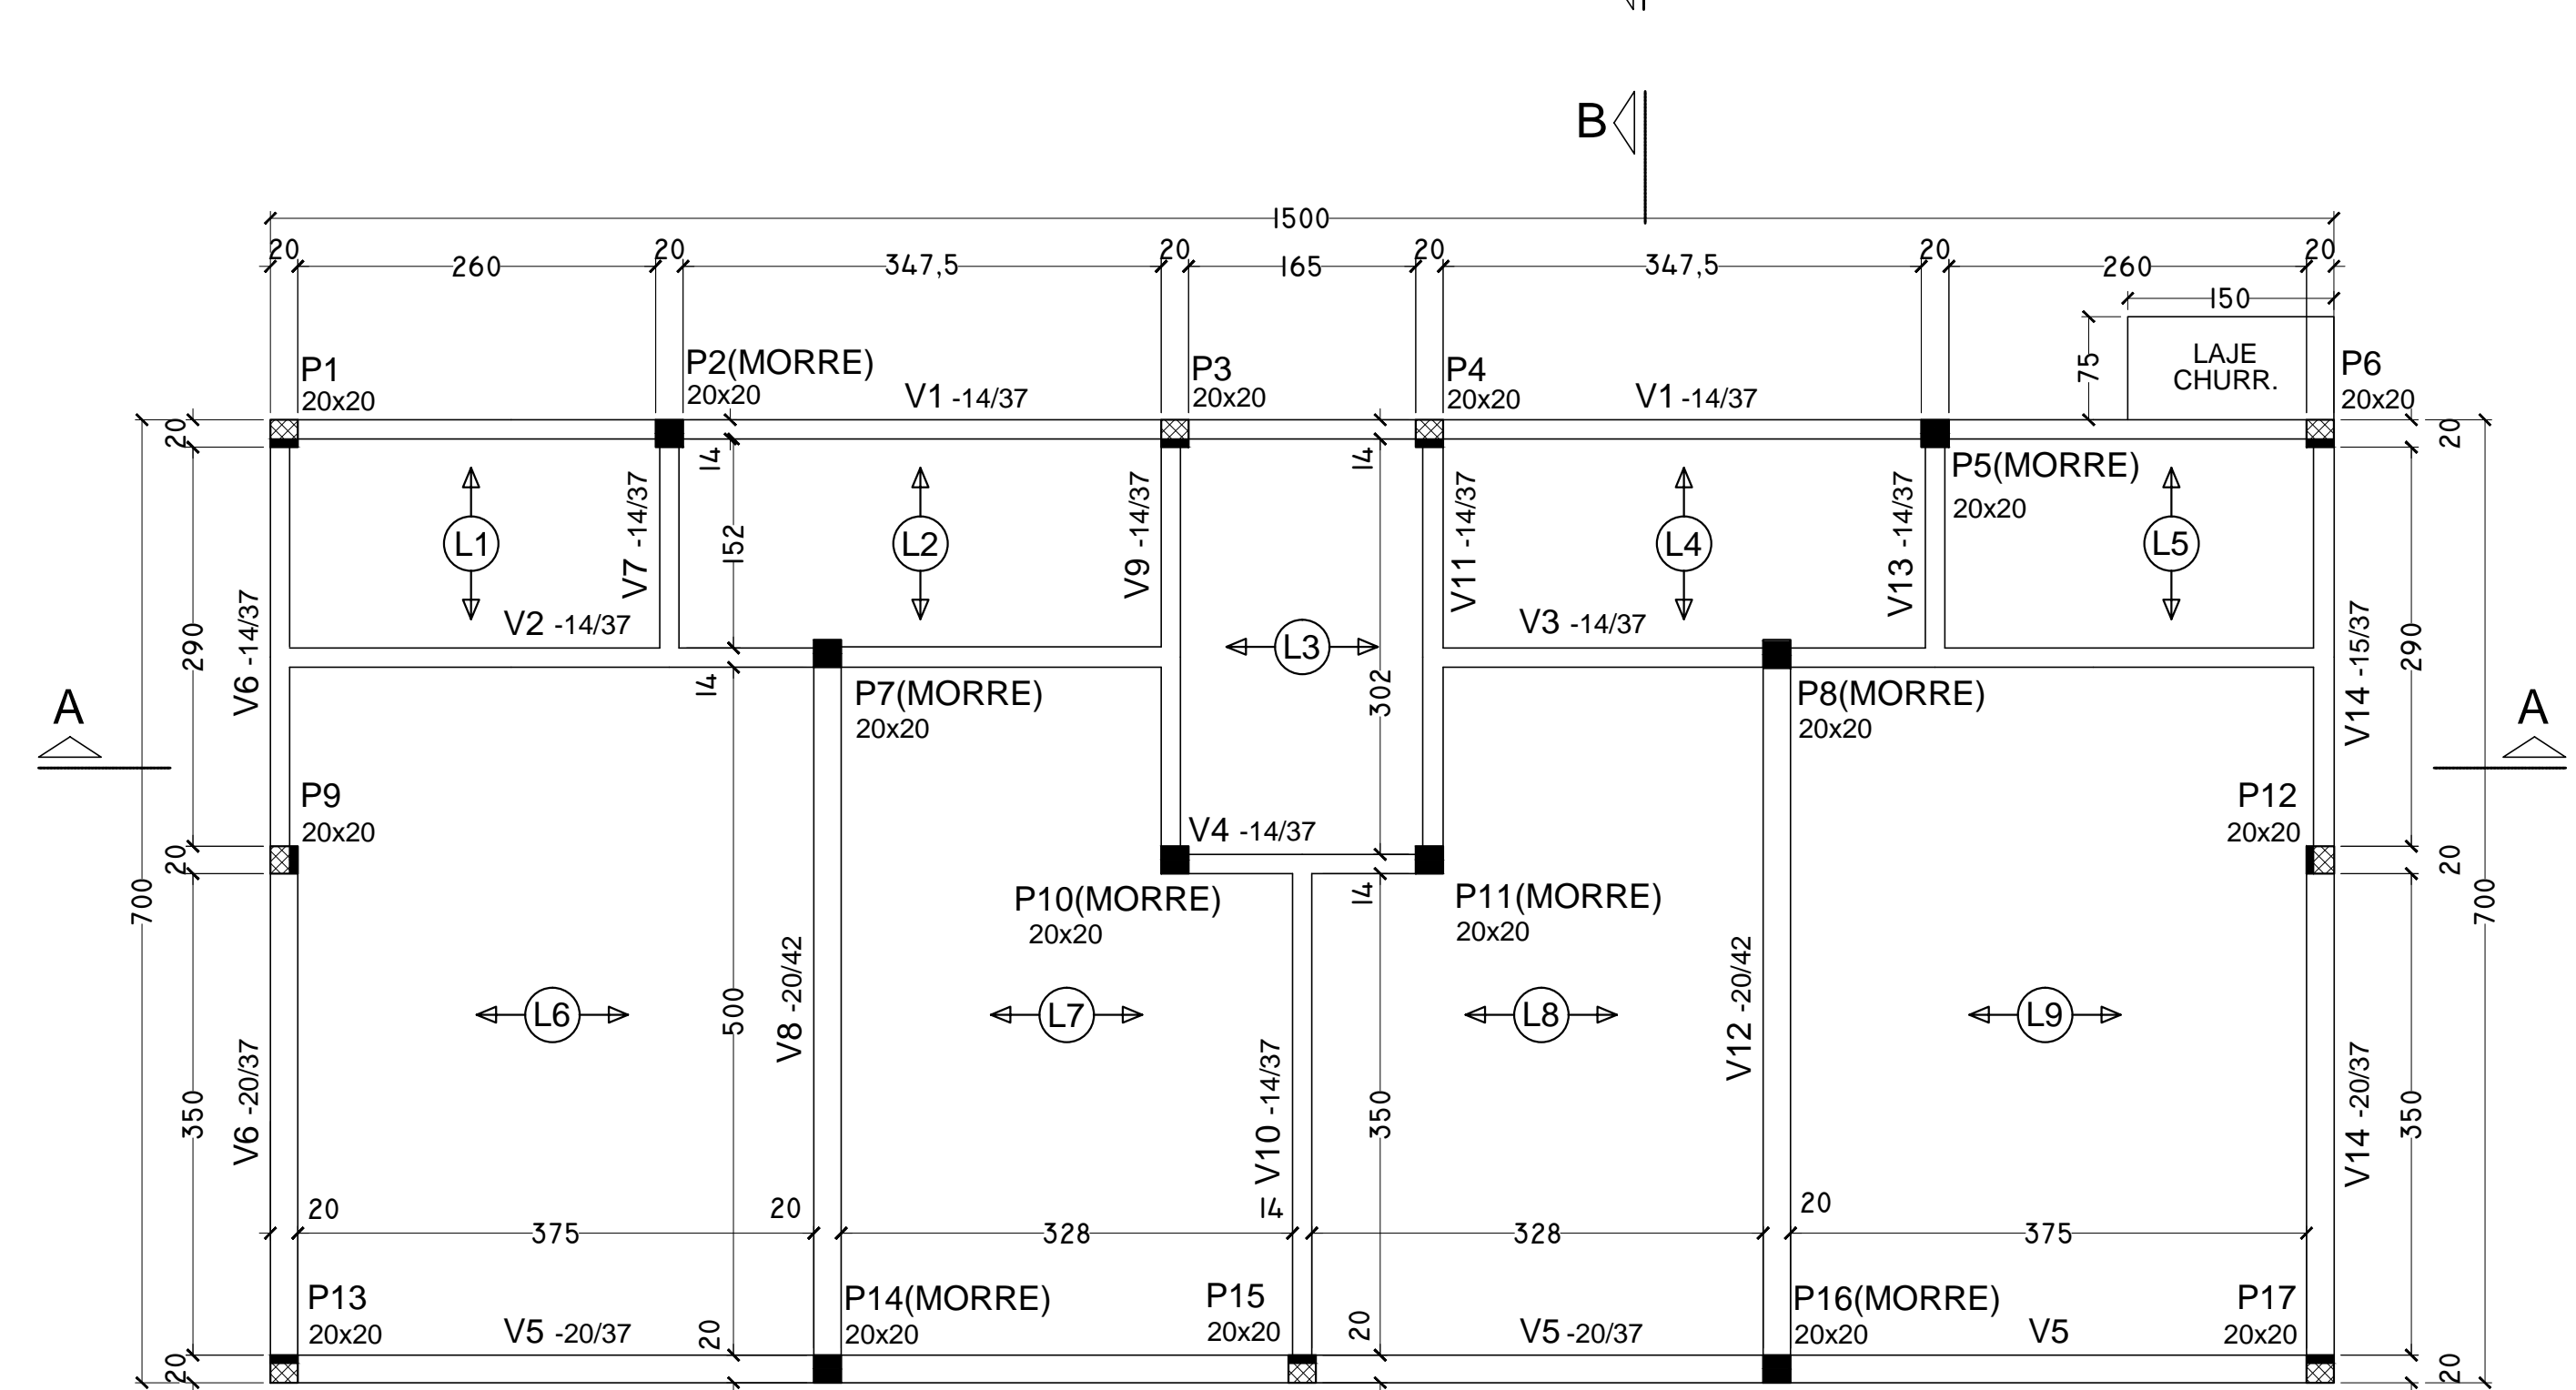 B
1500
20
20
20
20
20
20
260
347,5
165
347,5
260
150
75
LAJE
CHURR.
P1
20x20
P2(MORRE)
20x20
V1 -14/37
P3
20x20
P4
20x20
V1 -14/37
P6
20x20
20
14
14
20
P5(MORRE)
20x20
L1
V7 -14/37
152
L2
V9 -14/37
V11 -14/37
L4
V13 -14/37
L5
V6 -14/37
290
V2 -14/37
L3
V3 -14/37
V14 -15/37
290
A
14
P7(MORRE)
20x20
302
P8(MORRE)
20x20
A
P9
20x20
V4 -14/37
P12
20x20
20
700
14
20
700
P10(MORRE)
20x20
P11(MORRE)
20x20
L6
500
V8 -20/42
L7
L8
V12 -20/42
L9
V6 -20/37
350
V10 -14/37
350
V14 -20/37
350
20
20
14
20
375
328
328
375
P13
20x20
V5 -20/37
20
P14(MORRE)
20x20
P15
20x20
20
V5 -20/37
P16(MORRE)
20x20
V5
P17
20x20
20
20